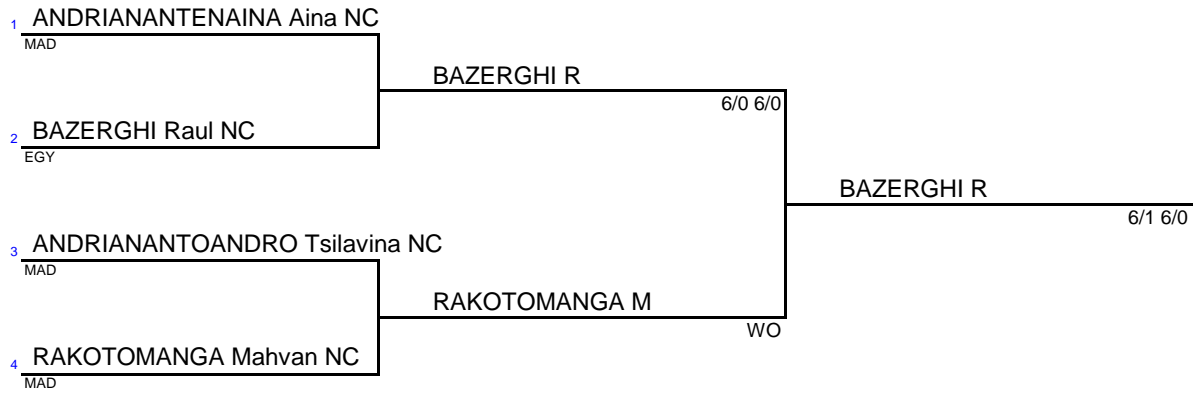 1 ANDRIANANTENAINA Aina NC
MAD
BAZERGHI R
6/0 6/0
2 BAZERGHI Raul NC
EGY
BAZERGHI R
6/1 6/0
3 ANDRIANANTOANDRO Tsilavina NC
MAD
RAKOTOMANGA M
WO
4 RAKOTOMANGA Mahvan NC
MAD